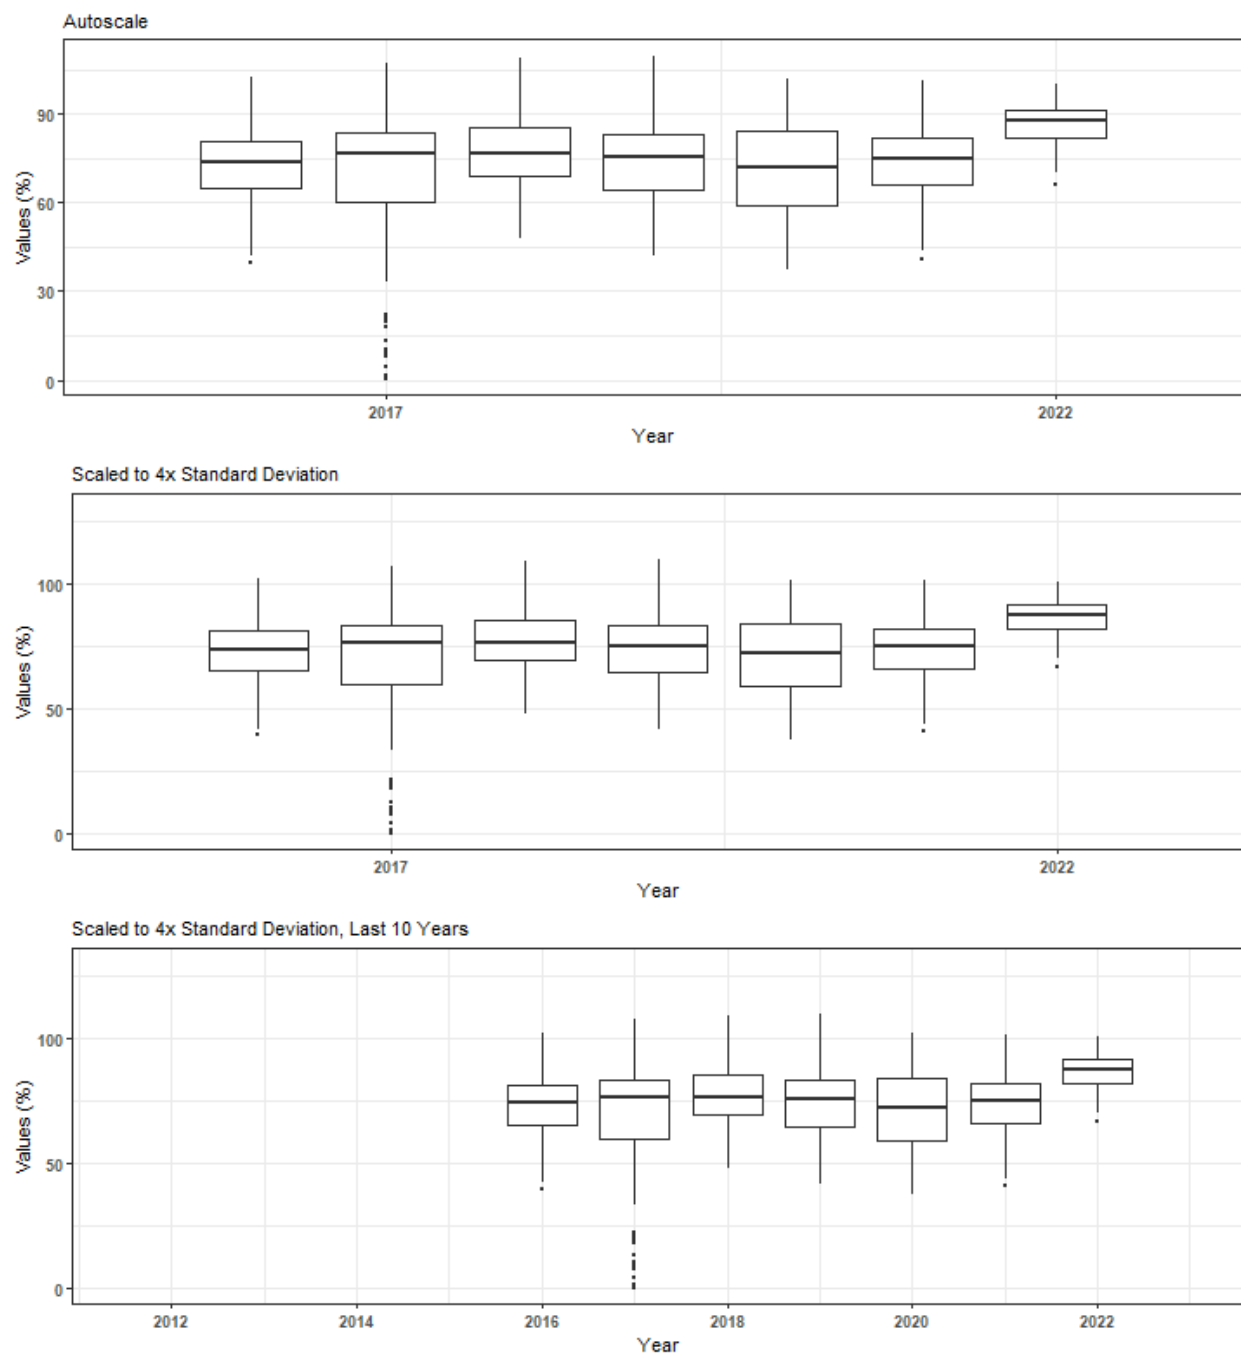 Autoscale
90
60
30
0
Values (%)
2017 2022
Year
Scaled to 4x Standard Deviation
100
50
0
Values (%)
2017 2022
Year
Scaled to 4x Standard Deviation, Last 10 Years
100
50
0
Values (%)
2012 2014 2016 2018 2020 2022
Year